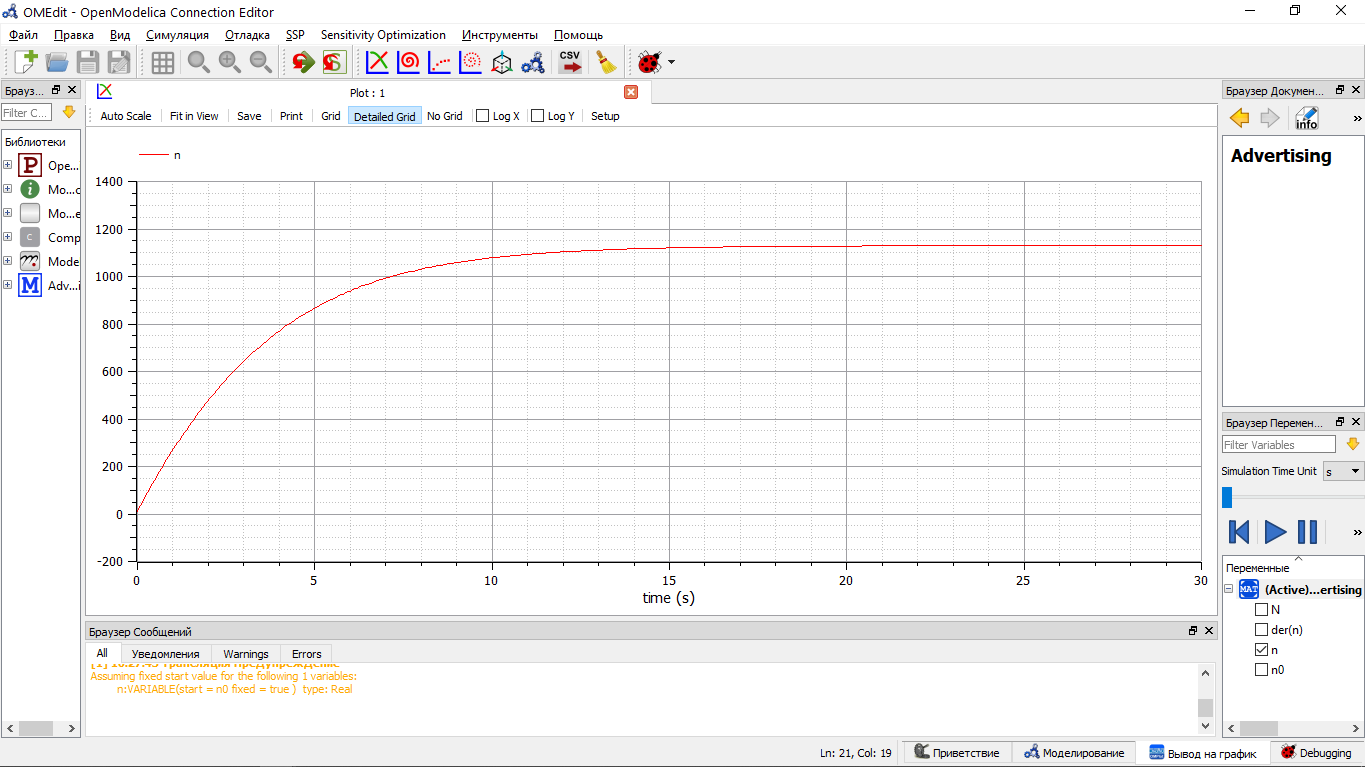 OMEdit - OpenModelica Connection Editor
Файл Правка Вид Симуляция Отладка SSP Sensitivity Optimization Инструменты Помощь
CSV
Брауз...
Filter C...
Библиотеки
P Ope...
i Mo...c
Mo...e
C Comp
Mode
M Adv...i
Plot : 1
Auto Scale Fit in View Save Print Grid Detailed Grid No Grid Log X Log Y Setup
n
1400
1200
1000
800
600
400
200
0
-200
0 5 10 15 20 25 30
time (s)
Браузер Сообщений
All Уведомления Warnings Errors
[1] 16:27:45 Трансляция Предупреждение
Assuming fixed start value for the following 1 variables:
n:VARIABLE(start = n0 fixed = true ) type: Real
Браузер Докумен...
info
»
Advertising
Браузер Перемен...
Filter Variables
Simulation Time Unit s
»
Переменные
MAT (Active)...ertising
N
der(n)
n
n0
Ln: 21, Col: 19 Приветствие Моделирование Вывод на график Debugging